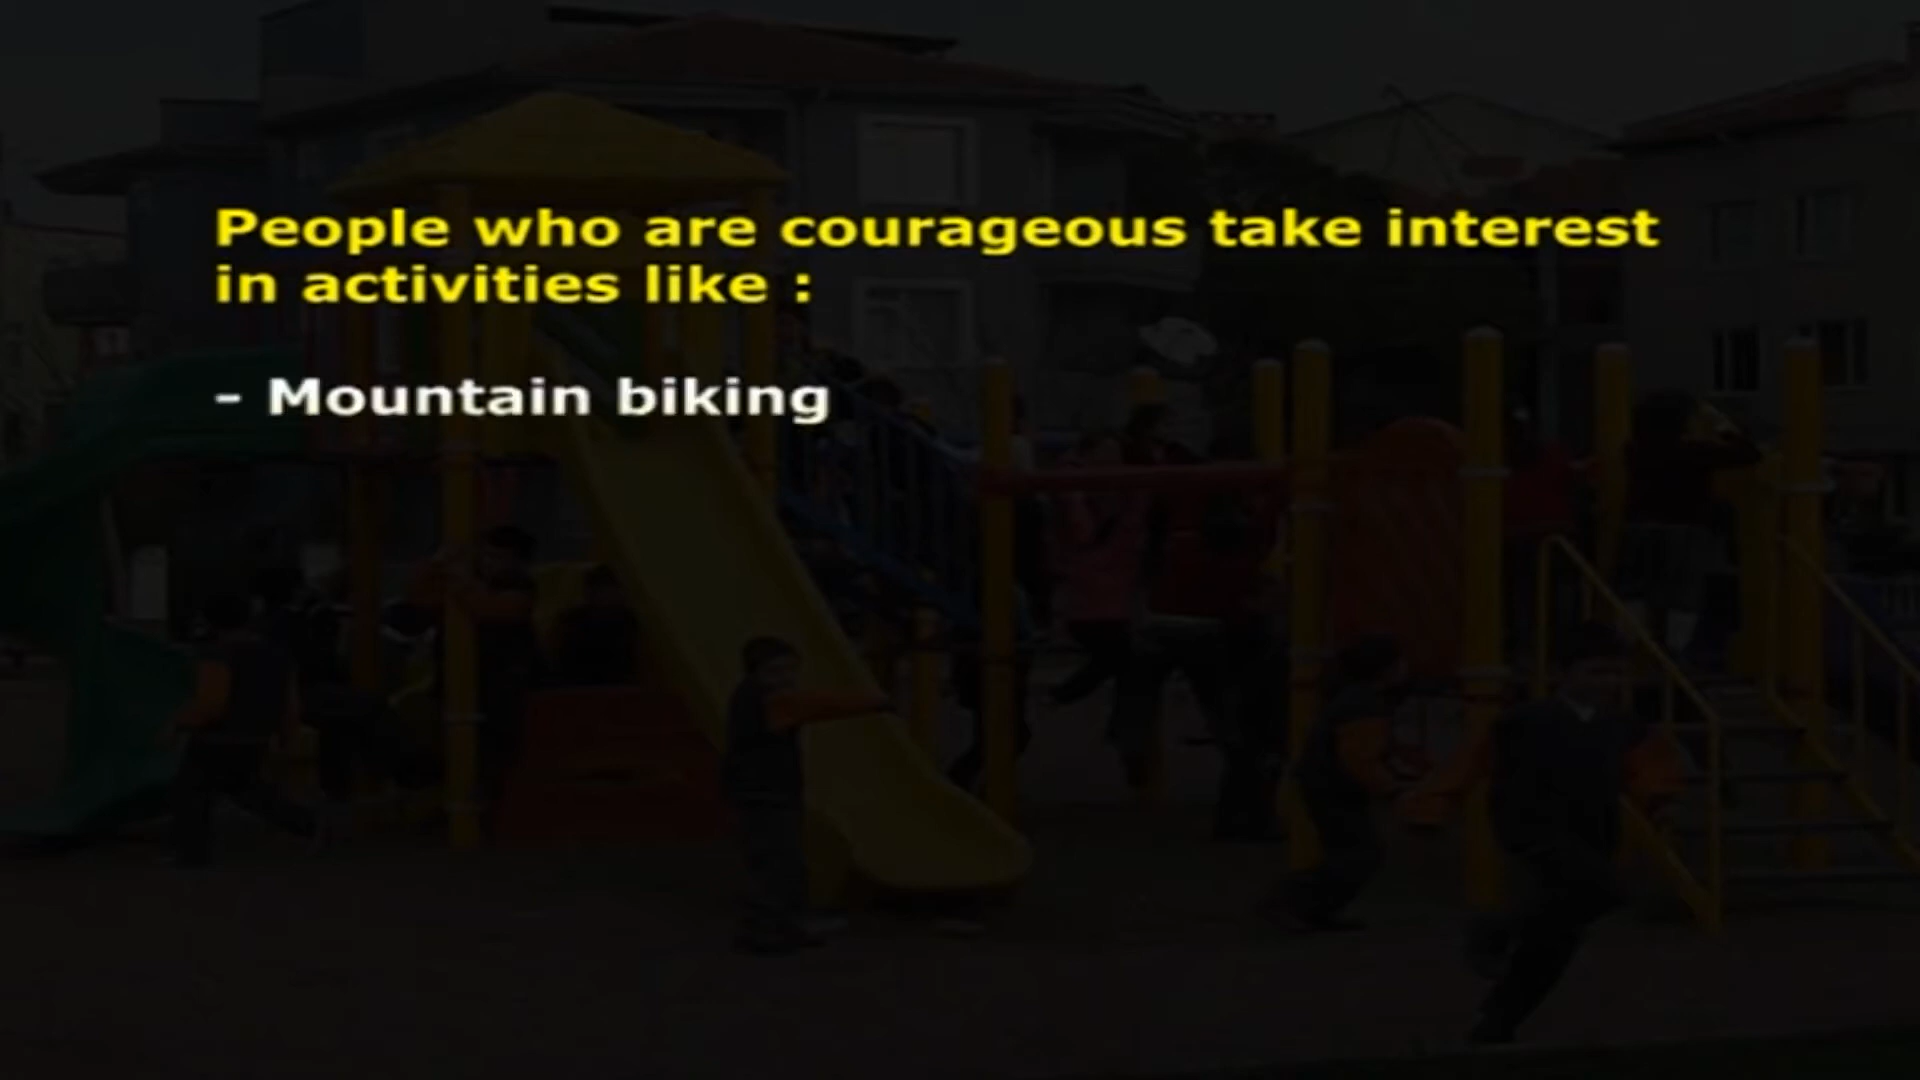 People who are courageous take interest
in activities like :
- Mountain biking